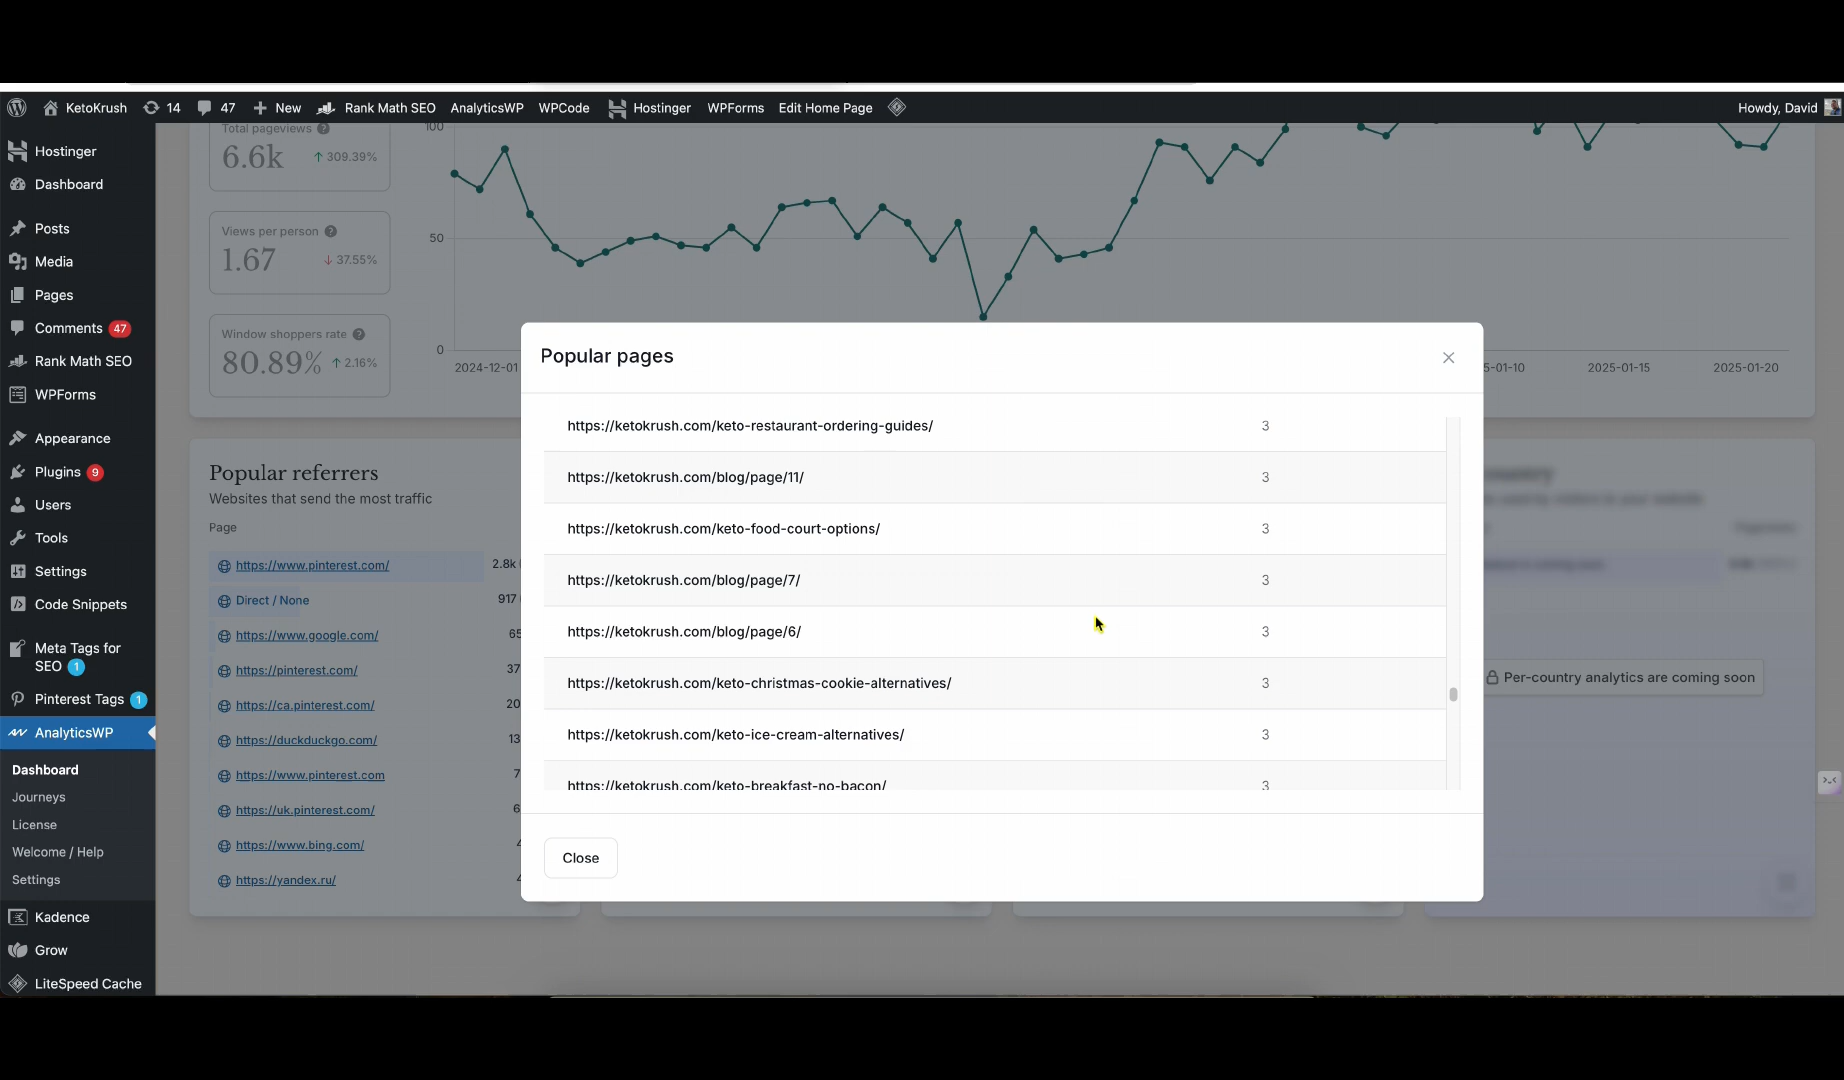 KetoKrush 14 47 New Rank Math SEO AnalyticsWP WPCode Hostinger WPForms Edit Home Page Howdy, David
Hostinger
Dashboard
Posts
Media
Pages
Comments 47
Rank Math SEO
WPForms
Appearance
Plugins 9
Users
Tools
Settings
Code Snippets
Meta Tags for
SEO 1
Pinterest Tags 1
AnalyticsWP
Dashboard
Journeys
License
Welcome / Help
Settings
Kadence
Grow
LiteSpeed Cache
Total pageviews ?
6.6k ↑ 309.39%
Views per person ?
1.67 ↓ 37.55%
Window shoppers rate ?
80.89% ↑ 2.16%
100
50
0
2024-12-01
5-01-10 2025-01-15 2025-01-20
Popular referrers
Websites that send the most traffic
Page
https://www.pinterest.com/ 2.8k
Direct / None 917
https://www.google.com/ 65
https://pinterest.com/ 37
https://ca.pinterest.com/ 20
https://duckduckgo.com/ 13
https://www.pinterest.com 7
https://uk.pinterest.com/ 6
https://www.bing.com/
https://yandex.ru/
Popular pages
https://ketokrush.com/keto-restaurant-ordering-guides/ 3
https://ketokrush.com/blog/page/11/ 3
https://ketokrush.com/keto-food-court-options/ 3
https://ketokrush.com/blog/page/7/ 3
https://ketokrush.com/blog/page/6/ 3
https://ketokrush.com/keto-christmas-cookie-alternatives/ 3
https://ketokrush.com/keto-ice-cream-alternatives/ 3
https://ketokrush.com/keto-breakfast-no-bacon/ 3
Close
Per-country analytics are coming soon